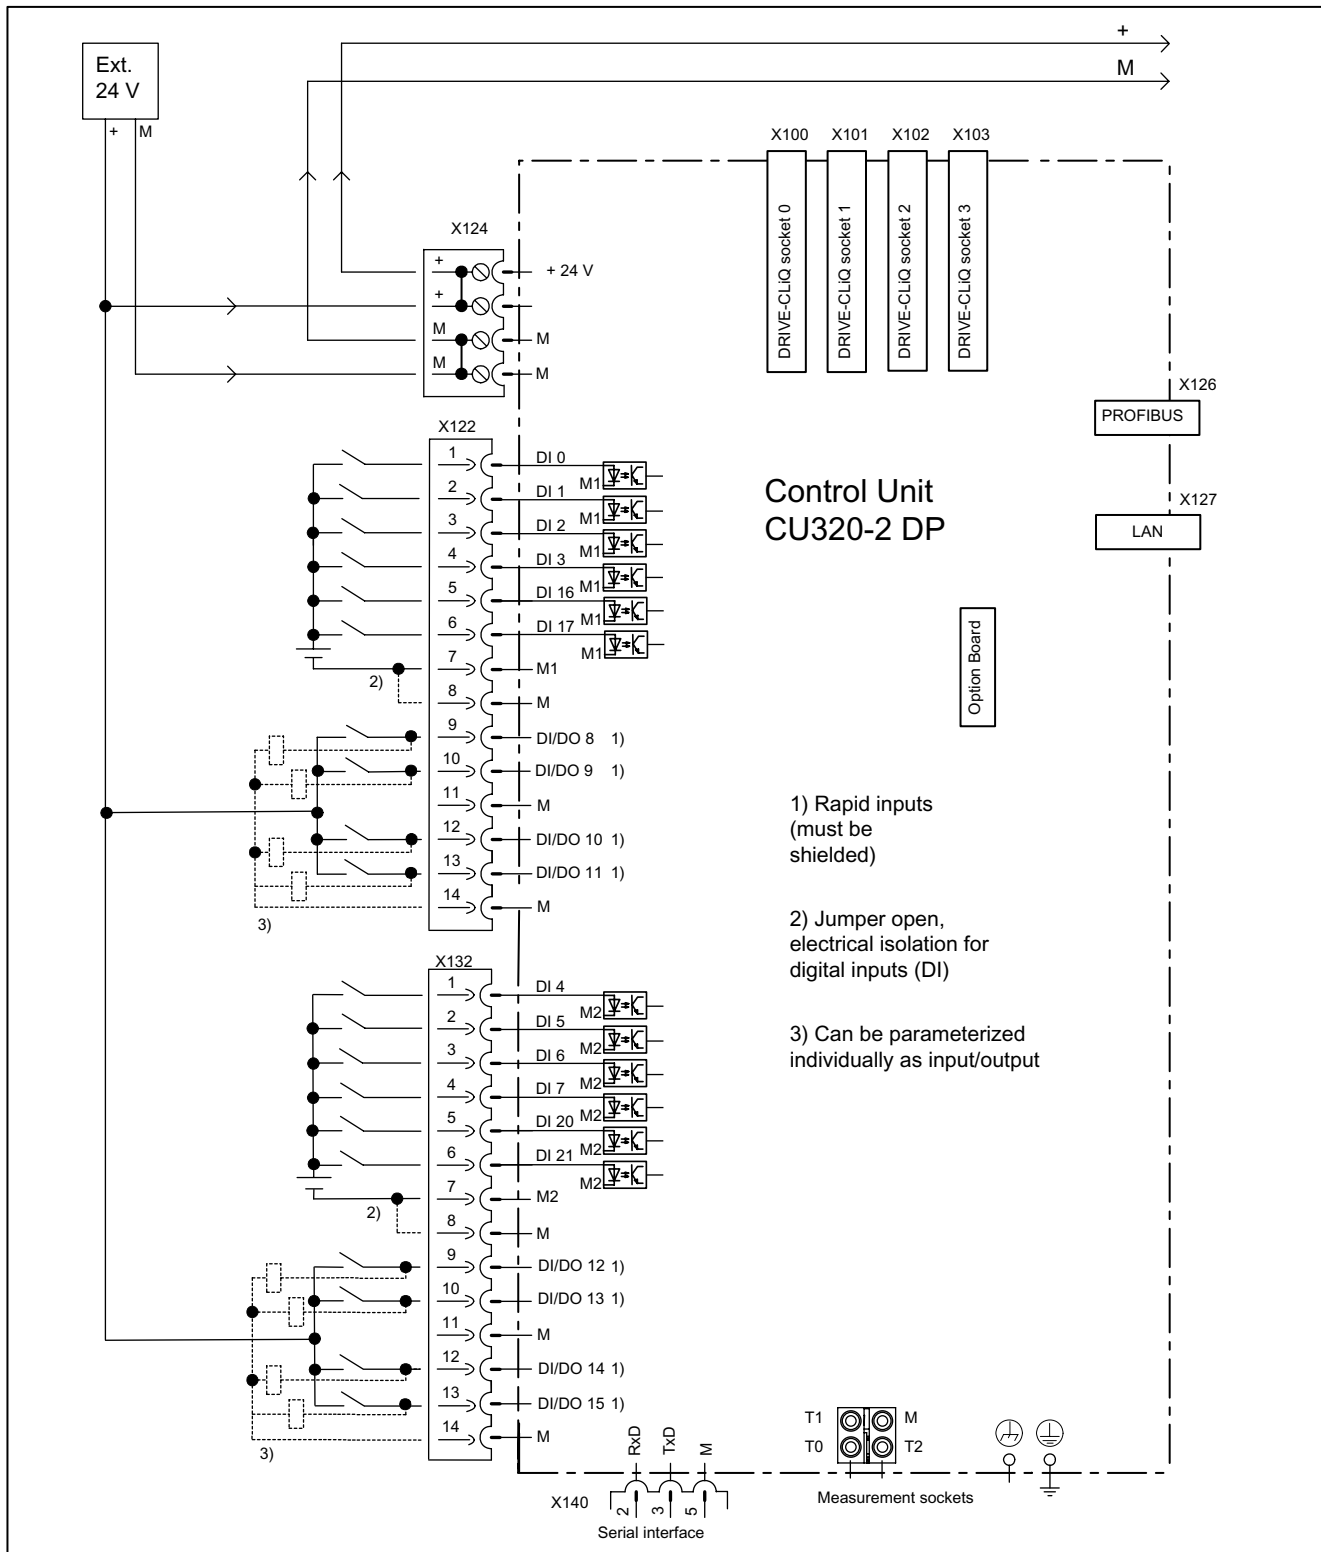 +
M
Ext.
24 V
+ M
X100 X101 X102 X103
DRIVE-CLiQ socket 0
DRIVE-CLiQ socket 1
DRIVE-CLiQ socket 2
DRIVE-CLiQ socket 3
X124
+ + 24 V
+
M M
M M
X126
PROFIBUS
X127
LAN
Control Unit
CU320-2 DP
Option Board
X122
1 DI 0 M1
2 DI 1 M1
3 DI 2 M1
4 DI 3 M1
5 DI 16 M1
6 DI 17 M1
7 M1
2)
8 M
9 DI/DO 8 1)
10 DI/DO 9 1)
11 M
12 DI/DO 10 1)
13 DI/DO 11 1)
14 M
3)
1) Rapid inputs
(must be
shielded)
2) Jumper open,
electrical isolation for
digital inputs (DI)
3) Can be parameterized
individually as input/output
X132
1 DI 4 M2
2 DI 5 M2
3 DI 6 M2
4 DI 7 M2
5 DI 20 M2
6 DI 21 M2
7 M2
2)
8 M
9 DI/DO 12 1)
10 DI/DO 13 1)
11 M
12 DI/DO 14 1)
13 DI/DO 15 1)
14 M
3)
RxD TxD M
X140 2 3 5
Serial interface
T1 M
T0 T2
Measurement sockets